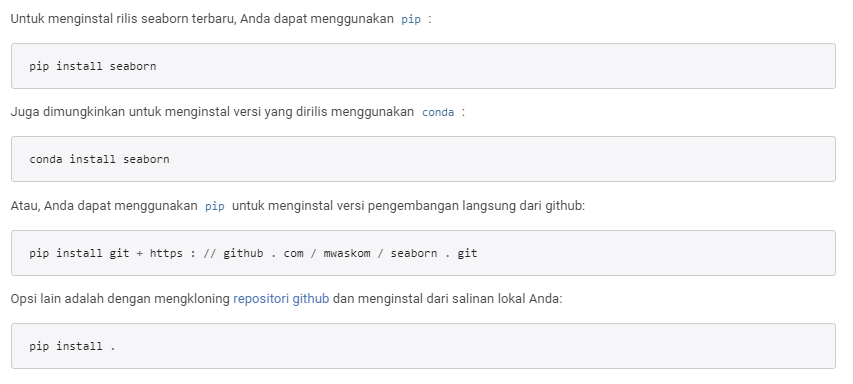 Untuk menginstal rilis seaborn terbaru, Anda dapat menggunakan pip :
pip install seaborn
Juga dimungkinkan untuk menginstal versi yang dirilis menggunakan conda :
conda install seaborn
Atau, Anda dapat menggunakan pip untuk menginstal versi pengembangan langsung dari github:
pip install git + https : // github . com / mwaskom / seaborn . git
Opsi lain adalah dengan mengkloning repositori github dan menginstal dari salinan lokal Anda:
pip install .